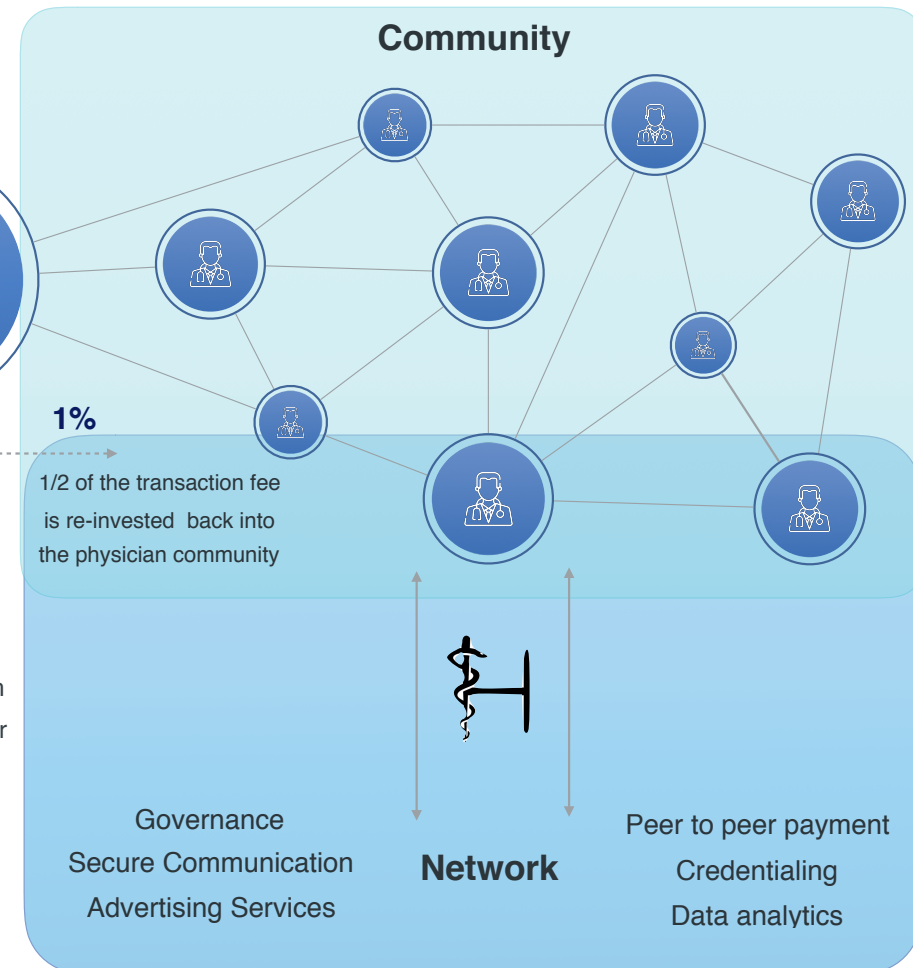 Community
1%
1/2 of the transaction fee
is re-invested back into
the physician community
Governance
Secure Communication
Advertising Services
Network
Peer to peer payment
Credentialing
Data analytics